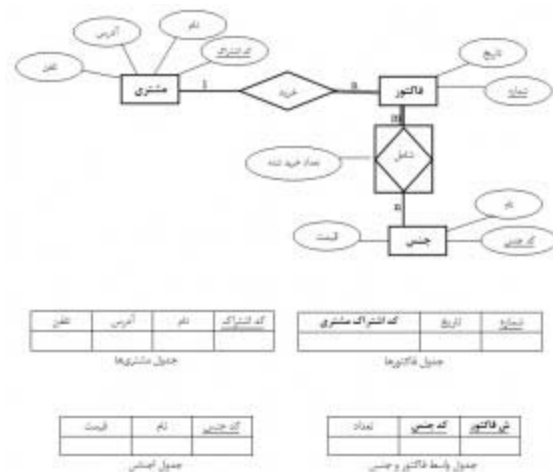 نام
آدرس
کد اشتراک
تلفن
مشتری
1
خرید
n
فاکتور
تاریخ
شماره
m
شامل
تعداد خرید شده
n
جنس
نام
کد جنس
قیمت
کد اشتراک نام آدرس تلفن
جدول مشتری‌ها
شماره تاریخ کد اشتراک مشتری
جدول فاکتورها
کد جنس نام قیمت
جدول اجناس
ش فاکتور کد جنس تعداد
جدول واسط فاکتور و جنس